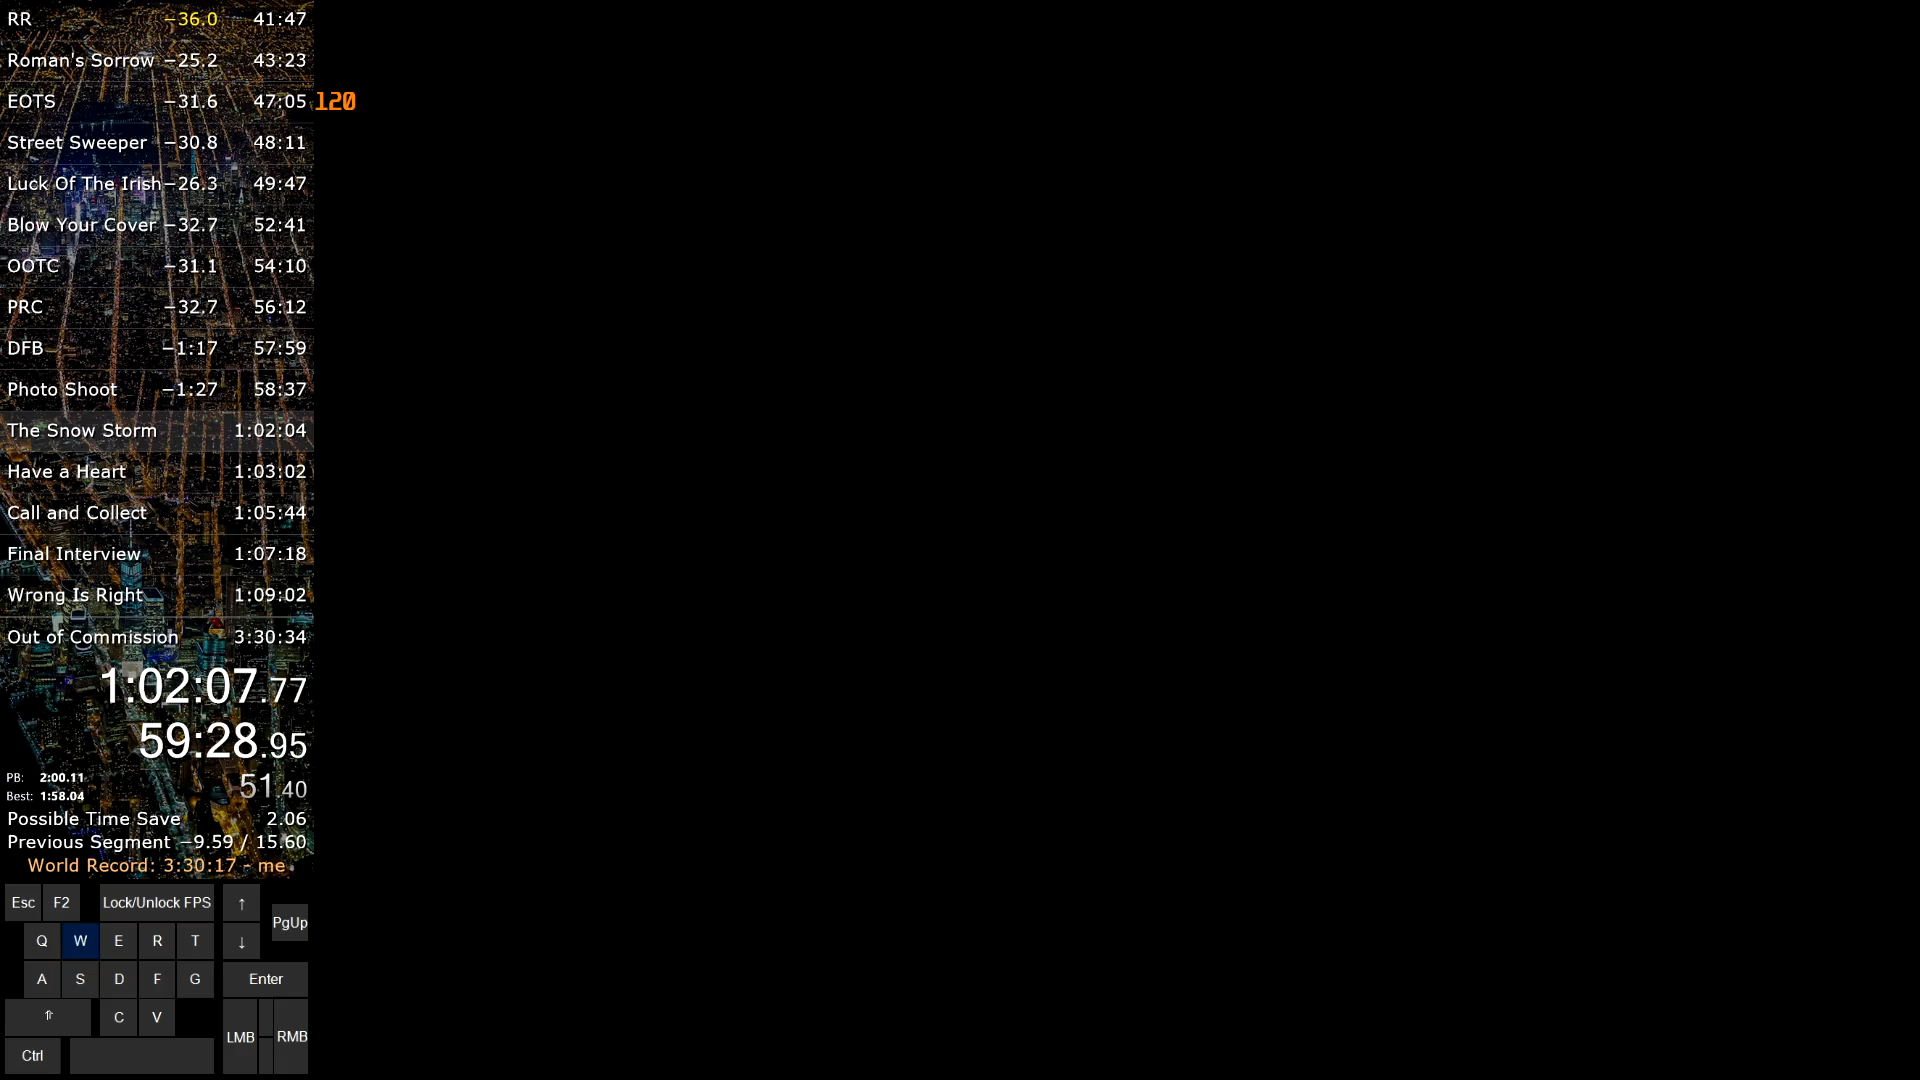 RR −36.0 41:47
Roman's Sorrow −25.2 43:23
EOTS −31.6 47:05 120
Street Sweeper −30.8 48:11
Luck Of The Irish −26.3 49:47
Blow Your Cover −32.7 52:41
OOTC −31.1 54:10
PRC −32.7 56:12
DFB −1:17 57:59
Photo Shoot −1:27 58:37
The Snow Storm 1:02:04
Have a Heart 1:03:02
Call and Collect 1:05:44
Final Interview 1:07:18
Wrong Is Right 1:09:02
Out of Commission 3:30:34
1:02:07.77
59:28.95
PB: 2:00.11 51.40
Best: 1:58.04
Possible Time Save 2.06
Previous Segment −9.59 / 15.60
World Record: 3:30:17 - me
Esc F2 Lock/Unlock FPS ↑ PgUp
Q W E R T ↓
A S D F G Enter
⇧ C V LMB RMB
Ctrl